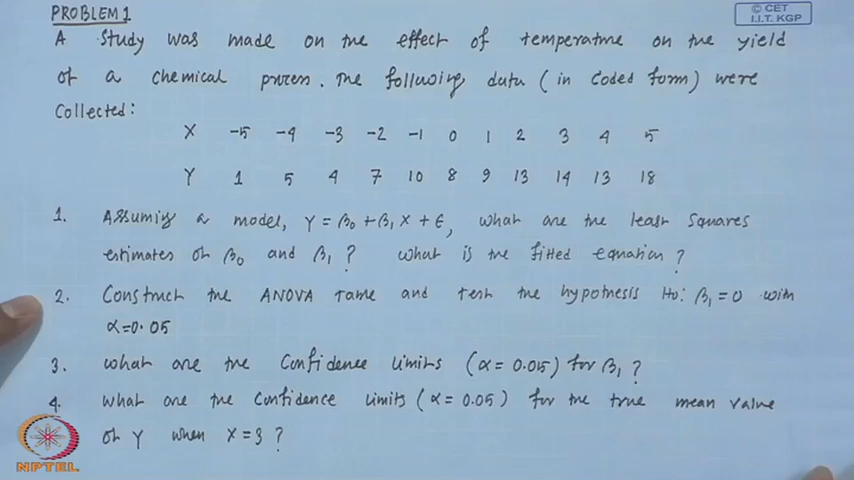 PROBLEM 1
© CET
I.I.T. KGP
A study was made on the effect of temperature on the yield
of a chemical process. The following data (in coded form) were
Collected:
X -5 -4 -3 -2 -1 0 1 2 3 4 5
Y 1 5 4 7 10 8 9 13 14 13 18
1. Assuming a model, Y = β₀ + β₁ X + ϵ, what are the least squares
estimates of β₀ and β₁ ? what is the fitted equation ?
2. Construct the ANOVA Table and test the hypothesis H₀: β₁ = 0 with
α=0.05
3. what are the Confidence limits (α = 0.05) for β₁ ?
4. what are the Confidence limits (α = 0.05) for the true mean value
of Y when X = 3 ?
NPTEL